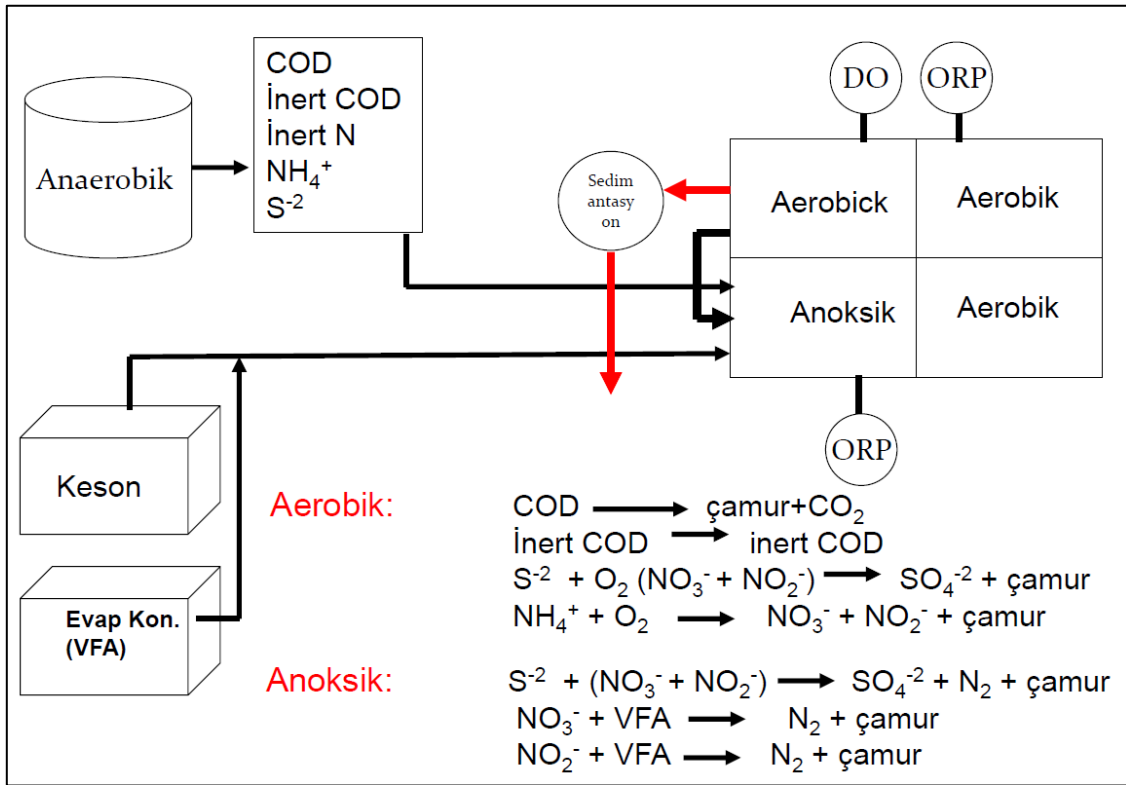 Anaerobik
COD
İnert COD
İnert N
NH₄⁺
S⁻²
DO
ORP
Sedim
antasy
on
Aerobick
Aerobik
Anoksik
Aerobik
ORP
Keson
Evap Kon.
(VFA)
Aerobik:
COD → çamur+CO₂
İnert COD → inert COD
S⁻² + O₂ (NO₃⁻ + NO₂⁻) → SO₄⁻² + çamur
NH₄⁺ + O₂ → NO₃⁻ + NO₂⁻ + çamur
Anoksik:
S⁻² + (NO₃⁻ + NO₂⁻) → SO₄⁻² + N₂ + çamur
NO₃⁻ + VFA → N₂ + çamur
NO₂⁻ + VFA → N₂ + çamur